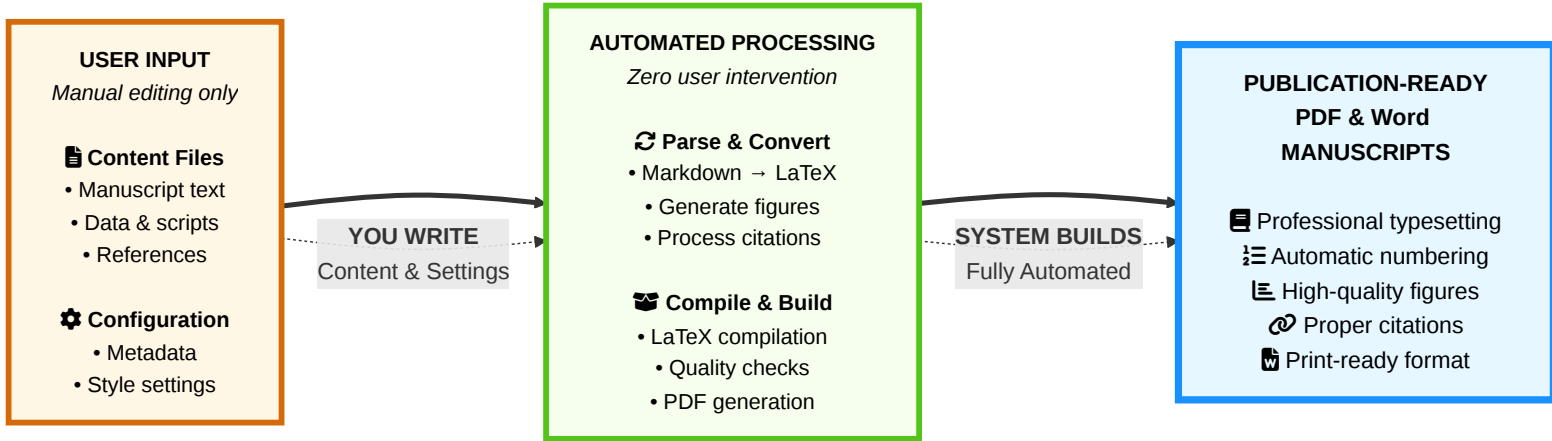 USER INPUT
Manual editing only
Content Files
• Manuscript text
• Data & scripts
• References
Configuration
• Metadata
• Style settings
YOU WRITE
Content & Settings
AUTOMATED PROCESSING
Zero user intervention
Parse & Convert
• Markdown → LaTeX
• Generate figures
• Process citations
Compile & Build
• LaTeX compilation
• Quality checks
• PDF generation
SYSTEM BUILDS
Fully Automated
PUBLICATION-READY
PDF & Word
MANUSCRIPTS
Professional typesetting
Automatic numbering
High-quality figures
Proper citations
Print-ready format